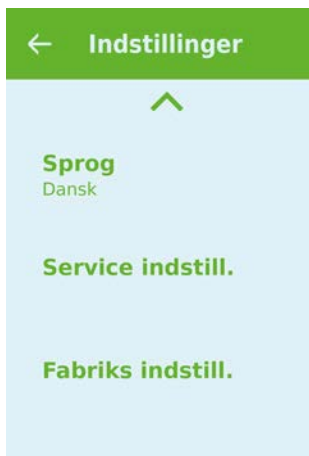 Indstillinger
Sprog
Dansk
Service indstill.
Fabriks indstill.